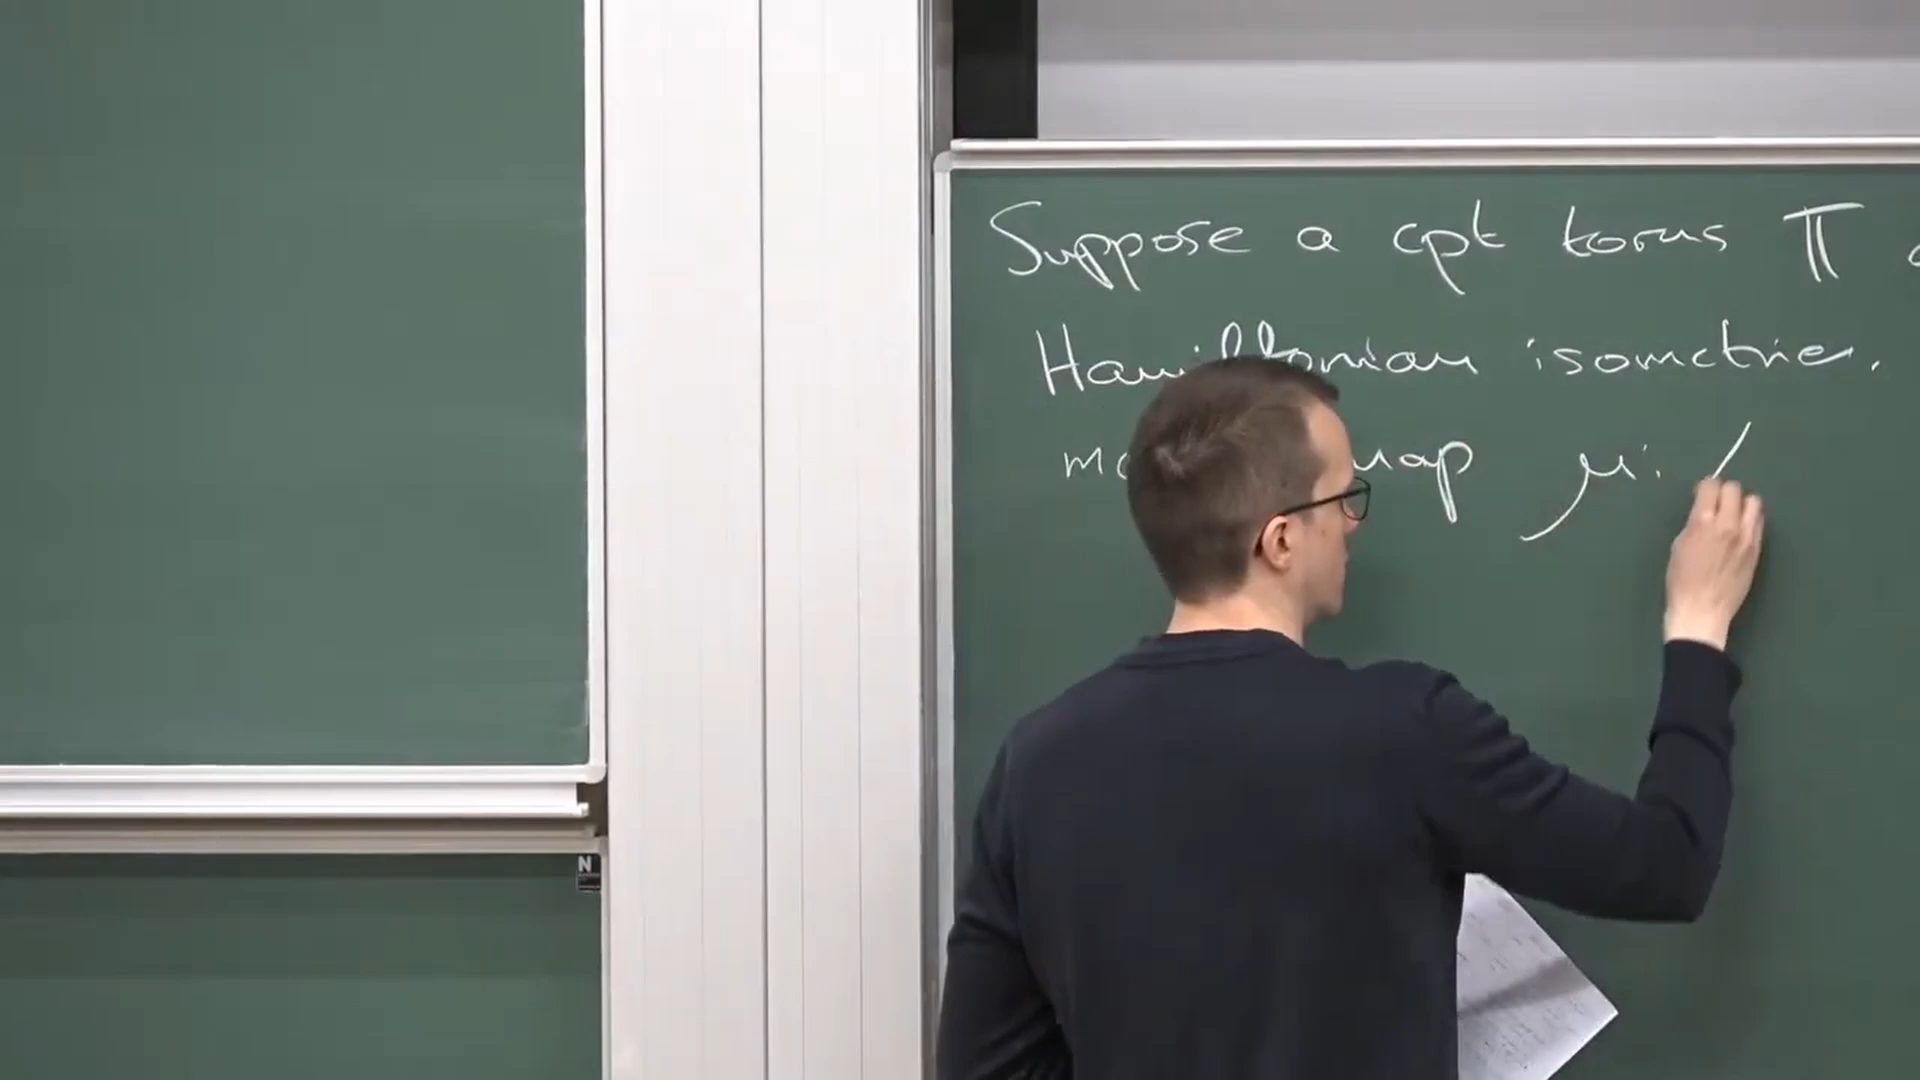 Suppose a cpt torus 𝕋
Hamiltonian isometries.
map μ:
N